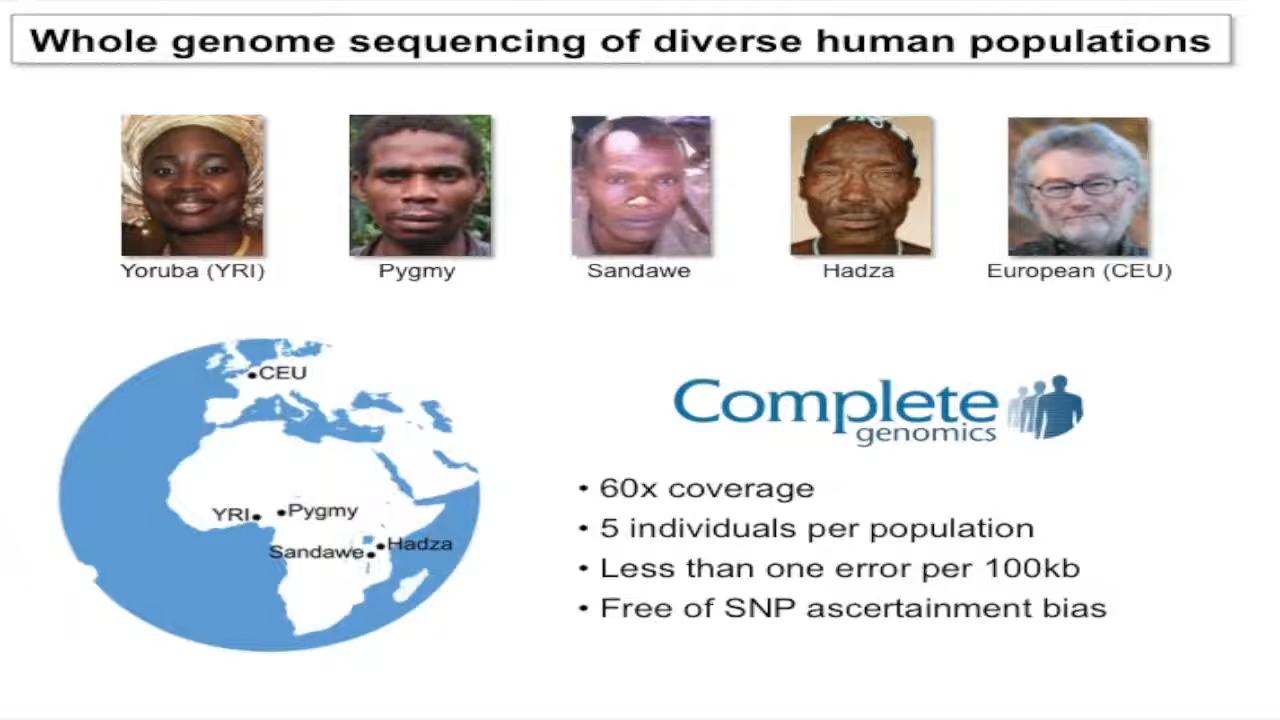 Whole genome sequencing of diverse human populations
Yoruba (YRI)
Pygmy
Sandawe
Hadza
European (CEU)
CEU
YRI
Pygmy
Sandawe
Hadza
Complete
genomics
• 60x coverage
• 5 individuals per population
• Less than one error per 100kb
• Free of SNP ascertainment bias